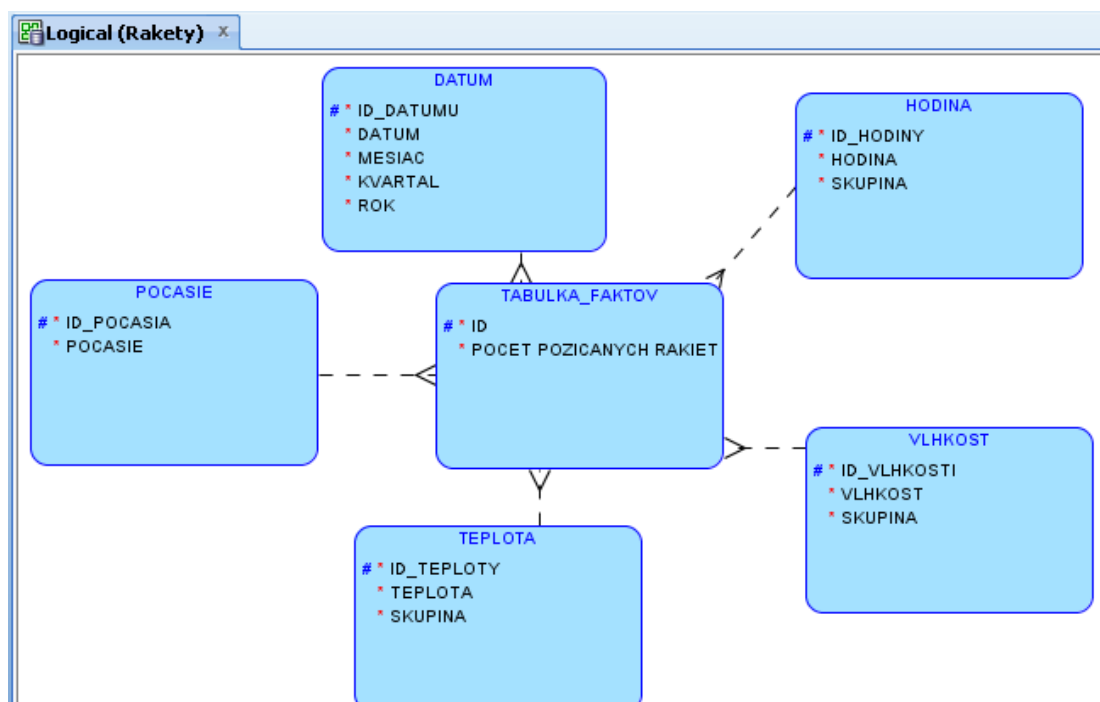 Logical (Rakety) x
DATUM
# * ID_DATUMU
* DATUM
* MESIAC
* KVARTAL
* ROK
HODINA
# * ID_HODINY
* HODINA
* SKUPINA
POCASIE
# * ID_POCASIA
* POCASIE
TABULKA_FAKTOV
# * ID
* POCET POZICANYCH RAKIET
VLHKOST
# * ID_VLHKOSTI
* VLHKOST
* SKUPINA
TEPLOTA
# * ID_TEPLOTY
* TEPLOTA
* SKUPINA